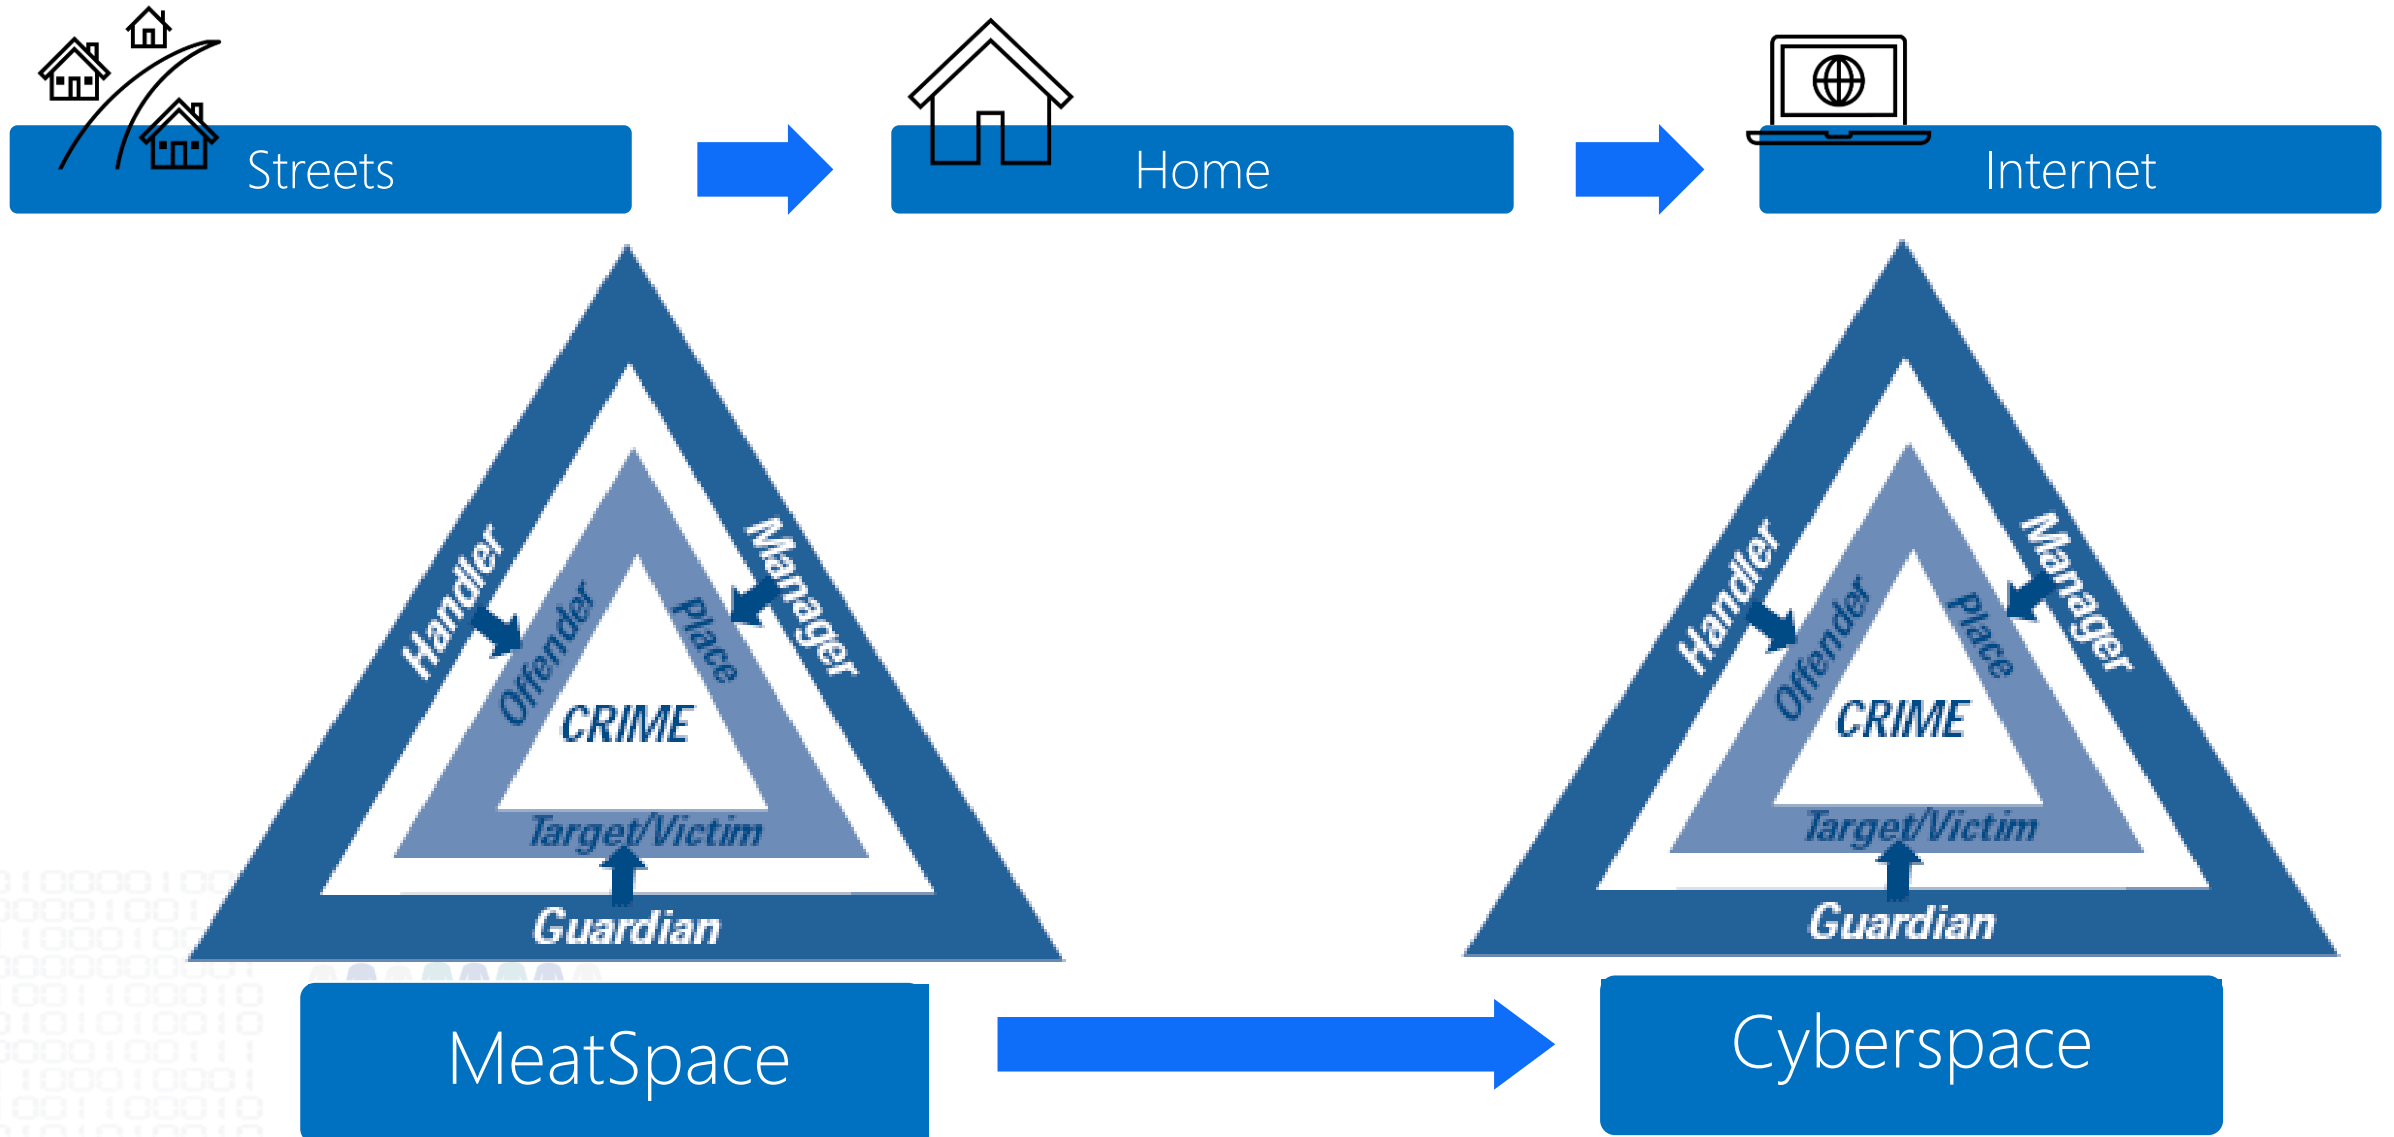 Streets
Home
Internet
Handler
Manager
Offender
Place
CRIME
Target/Victim
Guardian
Handler
Manager
Offender
Place
CRIME
Target/Victim
Guardian
MeatSpace
Cyberspace